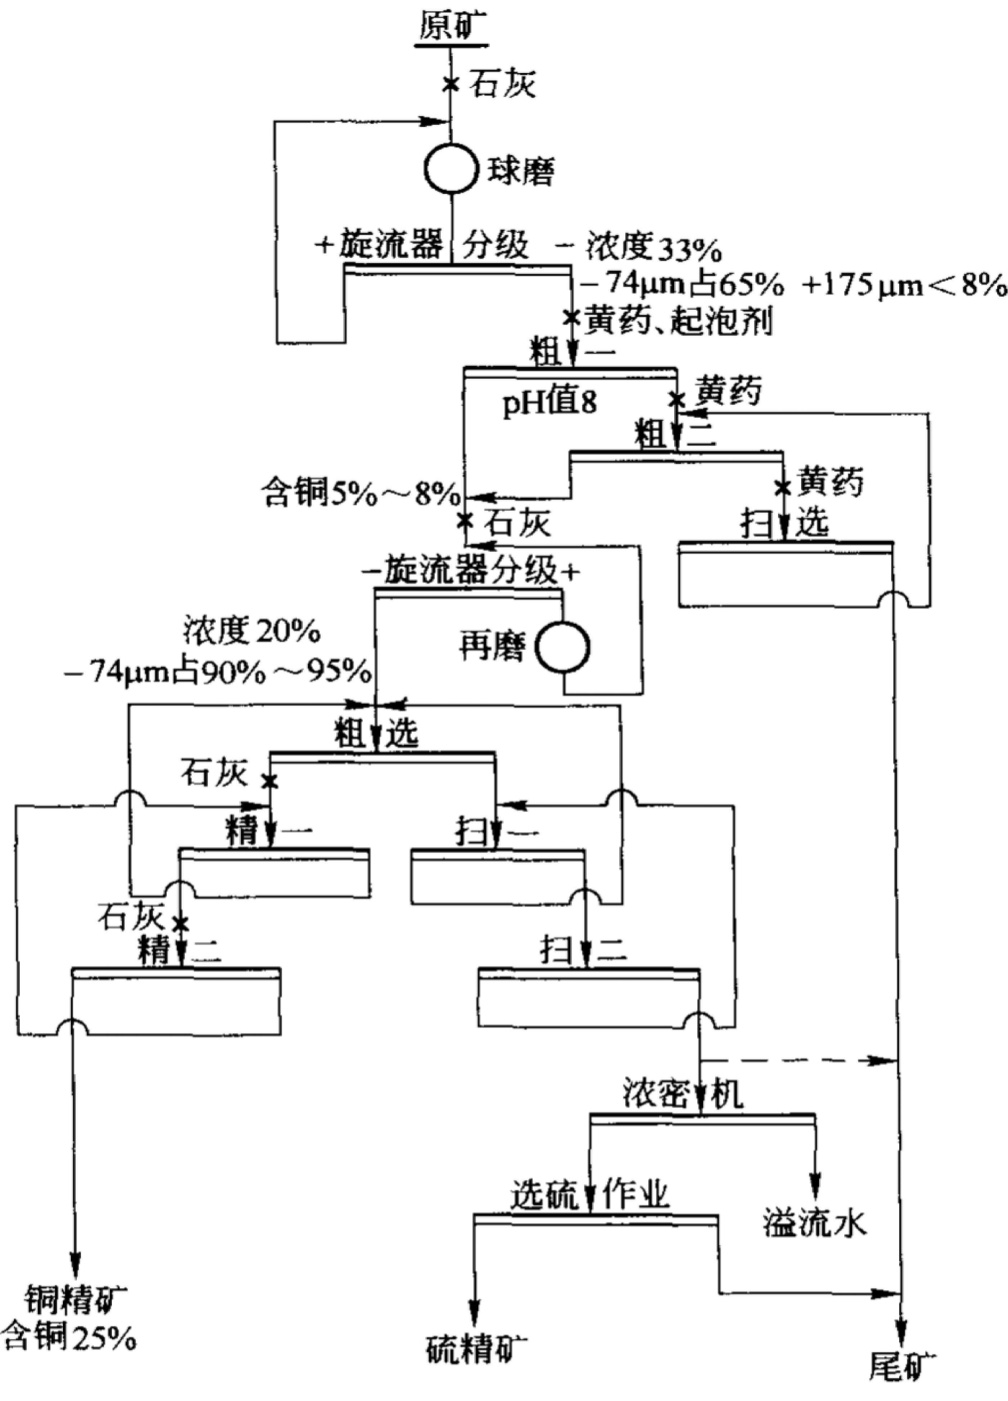 原矿
石灰
球磨
+旋流器 分级 - 浓度33%
-74μm占65% +175μm<8%
黄药、起泡剂
粗一
pH值8
黄药
粗二
含铜5%～8%
黄药
石灰
扫选
-旋流器分级+
浓度20%
再磨
-74μm占90%～95%
粗选
石灰
精一
扫一
石灰
精二
扫二
浓密机
选硫作业
溢流水
铜精矿
含铜25%
硫精矿
尾矿